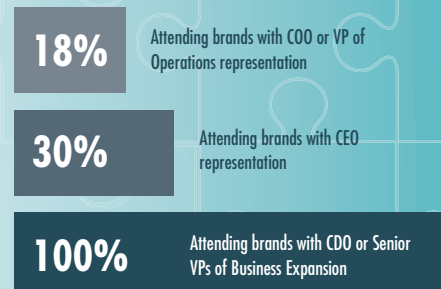 18%
Attending brands with COO or VP of
Operations representation
30%
Attending brands with CEO
representation
100%
Attending brands with CDO or Senior
VPs of Business Expansion